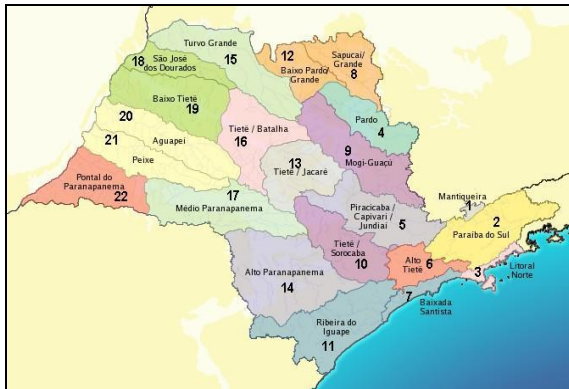 Turvo Grande
15
18
São José
dos Dourados
12
Baixo Pardo/
Grande
Sapucaí/
Grande
8
Baixo Tietê
19
Pardo
4
20
Aguapeí
21
Peixe
Tietê / Batalha
16
9
Mogi-Guaçú
13
Tietê / Jacaré
Pontal do
Paranapanema
22
17
Médio Paranapanema
Piracicaba /
Capivari /
Jundiaí
5
Mantiqueira
1
2
Paraíba do Sul
Tietê /
Sorocaba
10
Alto
Tietê
6
3
Litoral
Norte
Alto Paranapanema
14
7
Baixada
Santista
Ribeira do
Iguape
11